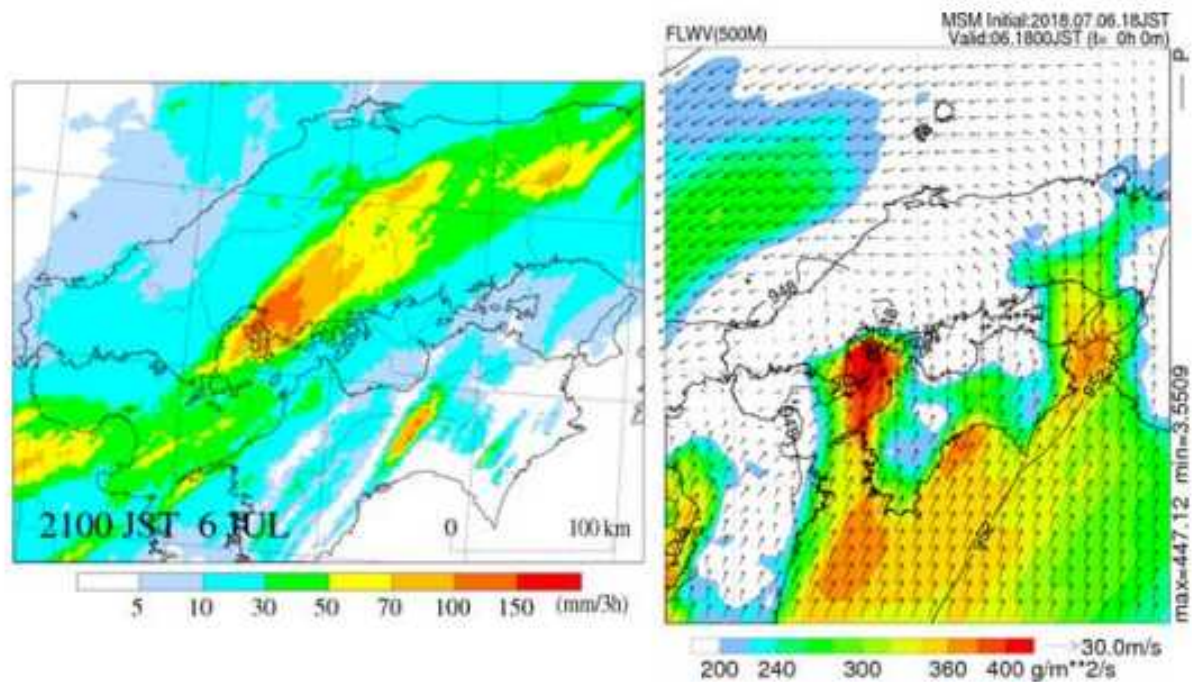 2100 JST 6 JUL
0 100 km
5 10 30 50 70 100 150 (mm/3h)
MSM Initial:2018.07.06.18JST
FLWV(500M)
Valid:06.1800JST (t= 0h 0m)
P
948
max=447.12 min=3.5509
30.0m/s
200 240 300 360 400 g/m**2/s